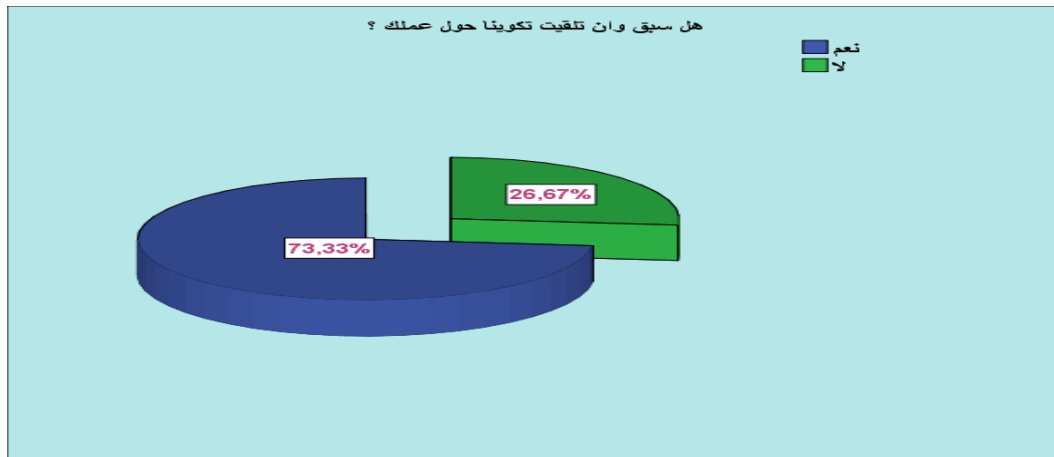 هل سبق وان تلقيت تكوينا حول عملك ؟
نعم
لا
26,67%
73,33%